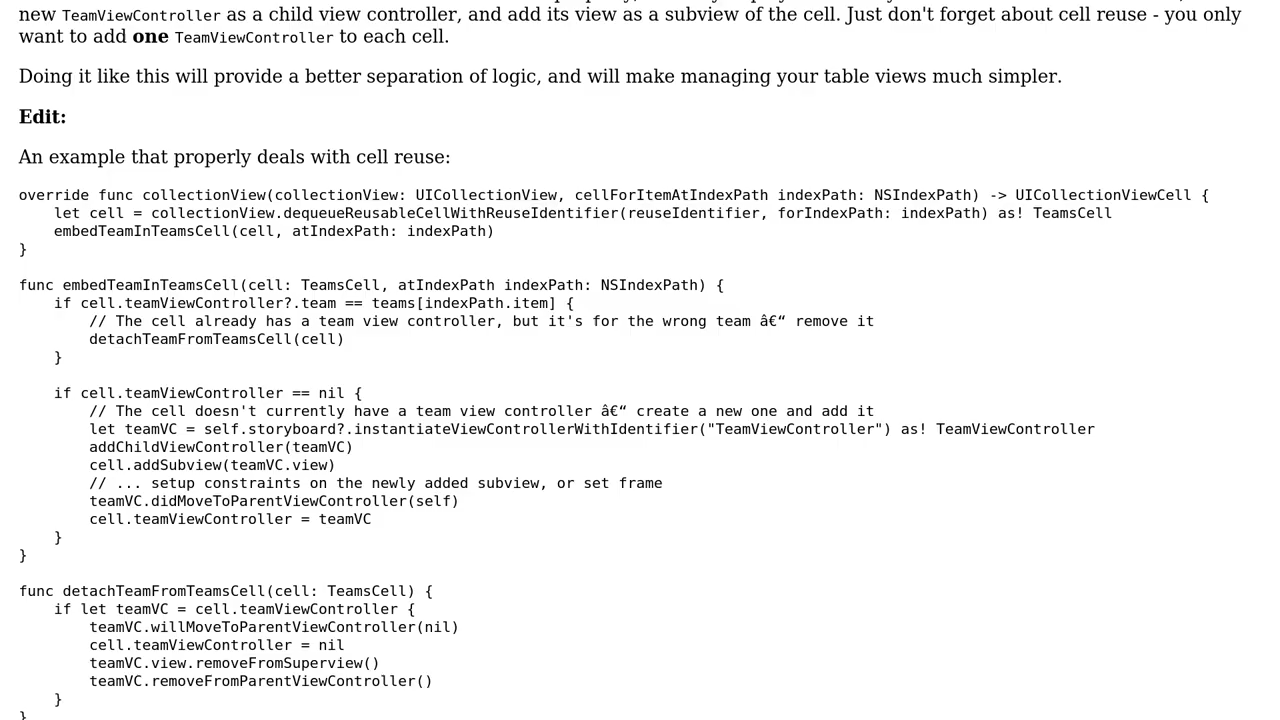 new TeamViewController as a child view controller, and add its view as a subview of the cell. Just don't forget about cell reuse - you only
want to add one TeamViewController to each cell.
Doing it like this will provide a better separation of logic, and will make managing your table views much simpler.
Edit:
An example that properly deals with cell reuse:
override func collectionView(collectionView: UICollectionView, cellForItemAtIndexPath indexPath: NSIndexPath) -> UICollectionViewCell {
    let cell = collectionView.dequeueReusableCellWithReuseIdentifier(reuseIdentifier, forIndexPath: indexPath) as! TeamsCell
    embedTeamInTeamsCell(cell, atIndexPath: indexPath)
}
func embedTeamInTeamsCell(cell: TeamsCell, atIndexPath indexPath: NSIndexPath) {
    if cell.teamViewController?.team == teams[indexPath.item] {
        // The cell already has a team view controller, but it's for the wrong team â€“ remove it
        detachTeamFromTeamsCell(cell)
    }
    if cell.teamViewController == nil {
        // The cell doesn't currently have a team view controller â€“ create a new one and add it
        let teamVC = self.storyboard?.instantiateViewControllerWithIdentifier("TeamViewController") as! TeamViewController
        addChildViewController(teamVC)
        cell.addSubview(teamVC.view)
        // ... setup constraints on the newly added subview, or set frame
        teamVC.didMoveToParentViewController(self)
        cell.teamViewController = teamVC
    }
}
func detachTeamFromTeamsCell(cell: TeamsCell) {
    if let teamVC = cell.teamViewController {
        teamVC.willMoveToParentViewController(nil)
        cell.teamViewController = nil
        teamVC.view.removeFromSuperview()
        teamVC.removeFromParentViewController()
    }
}